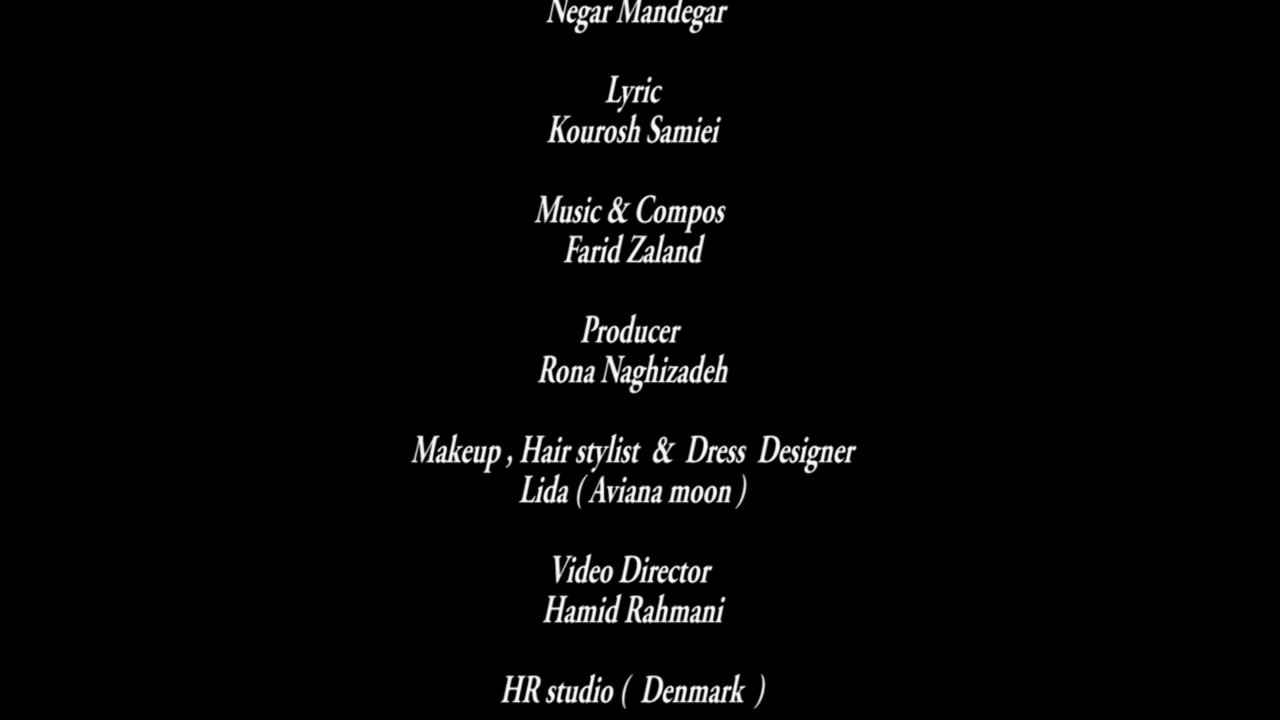 Negar Mandegar
Lyric
Kourosh Samiei
Music & Compos
Farid Zaland
Producer
Rona Naghizadeh
Makeup , Hair stylist & Dress Designer
Lida ( Aviana moon )
Video Director
Hamid Rahmani
HR studio ( Denmark )